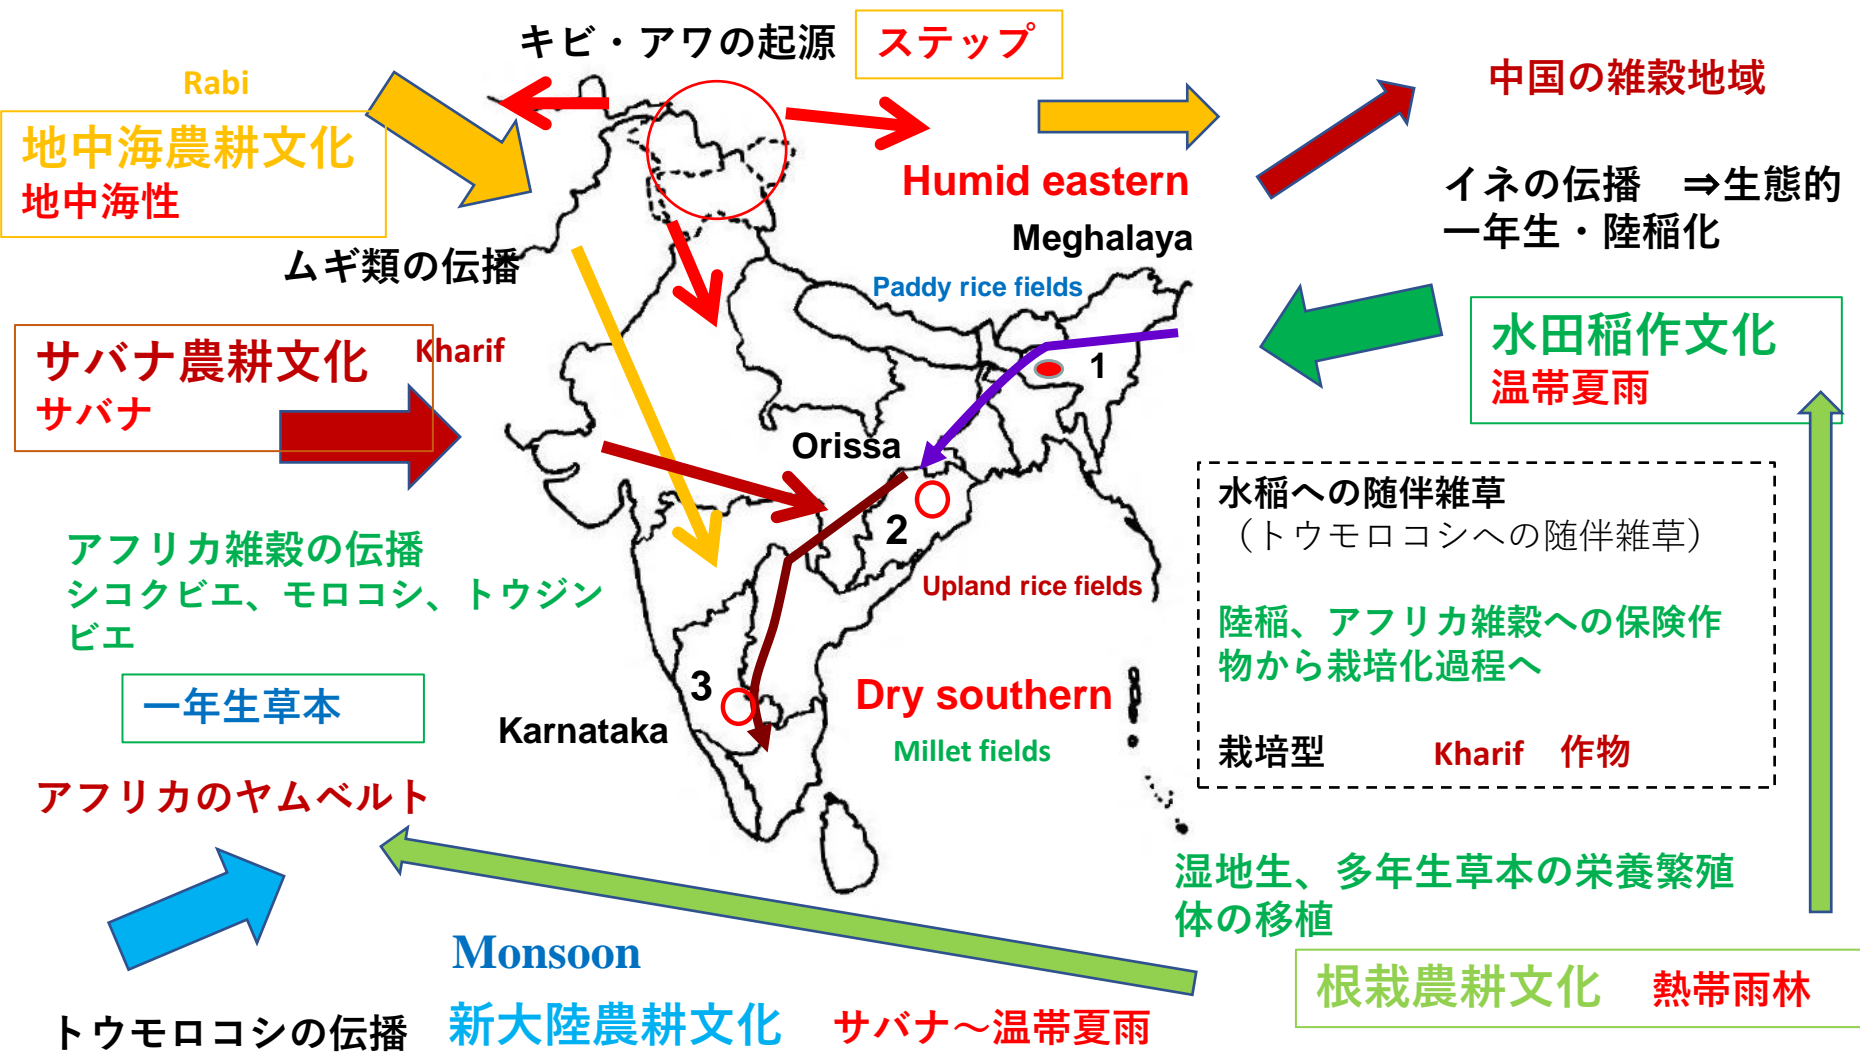 キビ・アワの起源
ステップ
Rabi
中国の雑穀地域
地中海農耕文化
地中海性
Humid eastern
イネの伝播　⇒生態的
一年生・陸稲化
Meghalaya
ムギ類の伝播
Paddy rice fields
サバナ農耕文化
サバナ
Kharif
水田稲作文化
温帯夏雨
1
Orissa
2
水稲への随伴雑草
（トウモロコシへの随伴雑草）
アフリカ雑穀の伝播
シコクビエ、モロコシ、トウジン
ビエ
Upland rice fields
陸稲、アフリカ雑穀への保険作
物から栽培化過程へ
一年生草本
3
Dry southern
Karnataka
Millet fields
栽培型　Kharif　作物
アフリカのヤムベルト
湿地生、多年生草本の栄養繁殖
体の移植
Monsoon
根栽農耕文化　熱帯雨林
トウモロコシの伝播
新大陸農耕文化
サバナ～温帯夏雨